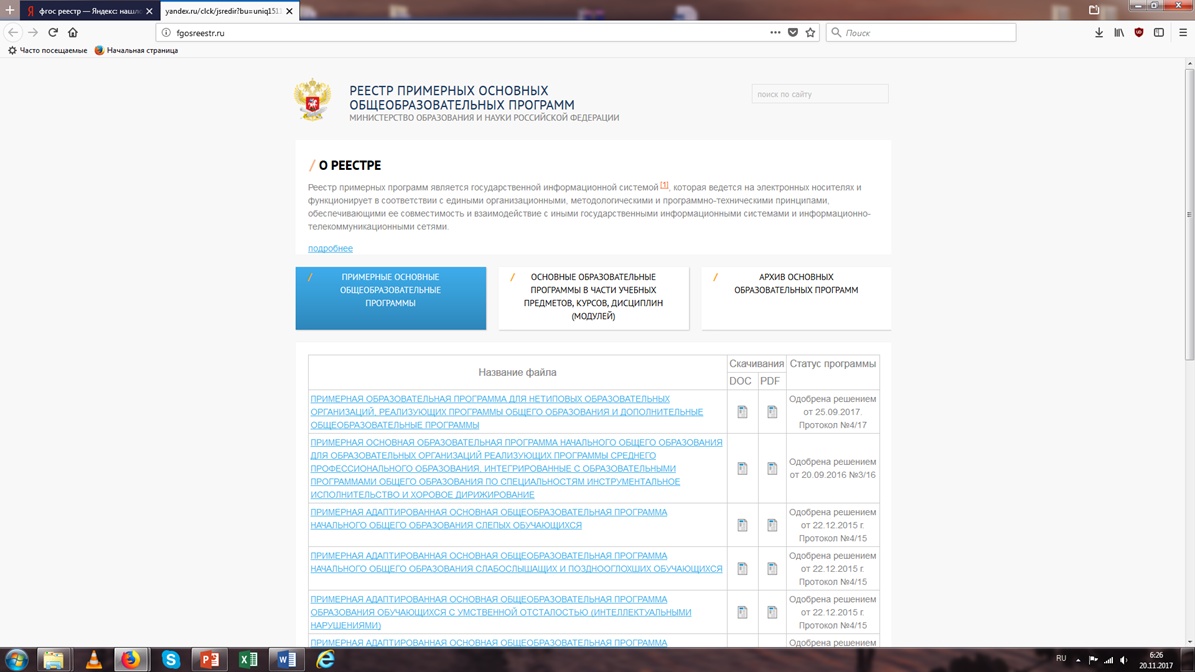 фгос реестр — Яндекс: нашло
yandex.ru/clck/jsredir?bu=uniq151
fgosreestr.ru
Поиск
Часто посещаемые
Начальная страница
РЕЕСТР ПРИМЕРНЫХ ОСНОВНЫХ
ОБЩЕОБРАЗОВАТЕЛЬНЫХ ПРОГРАММ
МИНИСТЕРСТВО ОБРАЗОВАНИЯ И НАУКИ РОССИЙСКОЙ ФЕДЕРАЦИИ
поиск по сайту
/ О РЕЕСТРЕ
Реестр примерных программ является государственной информационной системой [1], которая ведется на электронных носителях и
функционирует в соответствии с едиными организационными, методологическими и программно-техническими принципами,
обеспечивающими ее совместимость и взаимодействие с иными государственными информационными системами и информационно-
телекоммуникационными сетями.
подробнее
/ ПРИМЕРНЫЕ ОСНОВНЫЕ
ОБЩЕОБРАЗОВАТЕЛЬНЫЕ
ПРОГРАММЫ
/ ОСНОВНЫЕ ОБРАЗОВАТЕЛЬНЫЕ
ПРОГРАММЫ В ЧАСТИ УЧЕБНЫХ
ПРЕДМЕТОВ, КУРСОВ, ДИСЦИПЛИН
(МОДУЛЕЙ)
/ АРХИВ ОСНОВНЫХ
ОБРАЗОВАТЕЛЬНЫХ ПРОГРАММ
Название файла
Скачивания
DOC PDF
Статус программы
ПРИМЕРНАЯ ОБРАЗОВАТЕЛЬНАЯ ПРОГРАММА ДЛЯ НЕТИПОВЫХ ОБРАЗОВАТЕЛЬНЫХ
ОРГАНИЗАЦИЙ, РЕАЛИЗУЮЩИХ ПРОГРАММЫ ОБЩЕГО ОБРАЗОВАНИЯ И ДОПОЛНИТЕЛЬНЫЕ
ОБЩЕОБРАЗОВАТЕЛЬНЫЕ ПРОГРАММЫ
Одобрена решением
от 25.09.2017.
Протокол №4/17
ПРИМЕРНАЯ ОСНОВНАЯ ОБРАЗОВАТЕЛЬНАЯ ПРОГРАММА НАЧАЛЬНОГО ОБЩЕГО ОБРАЗОВАНИЯ
ДЛЯ ОБРАЗОВАТЕЛЬНЫХ ОРГАНИЗАЦИЙ РЕАЛИЗУЮЩИХ ПРОГРАММЫ СРЕДНЕГО
ПРОФЕССИОНАЛЬНОГО ОБРАЗОВАНИЯ, ИНТЕГРИРОВАННЫЕ С ОБРАЗОВАТЕЛЬНЫМИ
ПРОГРАММАМИ ОБЩЕГО ОБРАЗОВАНИЯ ПО СПЕЦИАЛЬНОСТЯМ ИНСТРУМЕНТАЛЬНОЕ
ИСПОЛНИТЕЛЬСТВО И ХОРОВОЕ ДИРИЖИРОВАНИЕ
Одобрена решением
от 20.09.2016 №3/16
ПРИМЕРНАЯ АДАПТИРОВАННАЯ ОСНОВНАЯ ОБЩЕОБРАЗОВАТЕЛЬНАЯ ПРОГРАММА
НАЧАЛЬНОГО ОБЩЕГО ОБРАЗОВАНИЯ СЛЕПЫХ ОБУЧАЮЩИХСЯ
Одобрена решением
от 22.12.2015 г.
Протокол №4/15
ПРИМЕРНАЯ АДАПТИРОВАННАЯ ОСНОВНАЯ ОБЩЕОБРАЗОВАТЕЛЬНАЯ ПРОГРАММА
НАЧАЛЬНОГО ОБЩЕГО ОБРАЗОВАНИЯ СЛАБОСЛЫШАЩИХ И ПОЗДНООГЛОХШИХ ОБУЧАЮЩИХСЯ
Одобрена решением
от 22.12.2015 г.
Протокол №4/15
ПРИМЕРНАЯ АДАПТИРОВАННАЯ ОСНОВНАЯ ОБЩЕОБРАЗОВАТЕЛЬНАЯ ПРОГРАММА
ОБРАЗОВАНИЯ ОБУЧАЮЩИХСЯ С УМСТВЕННОЙ ОТСТАЛОСТЬЮ (ИНТЕЛЛЕКТУАЛЬНЫМИ
НАРУШЕНИЯМИ)
Одобрена решением
от 22.12.2015 г.
Протокол №4/15
ПРИМЕРНАЯ АДАПТИРОВАННАЯ ОСНОВНАЯ ОБЩЕОБРАЗОВАТЕЛЬНАЯ ПРОГРАММА
Одобрена решением
RU
6:26
20.11.2017